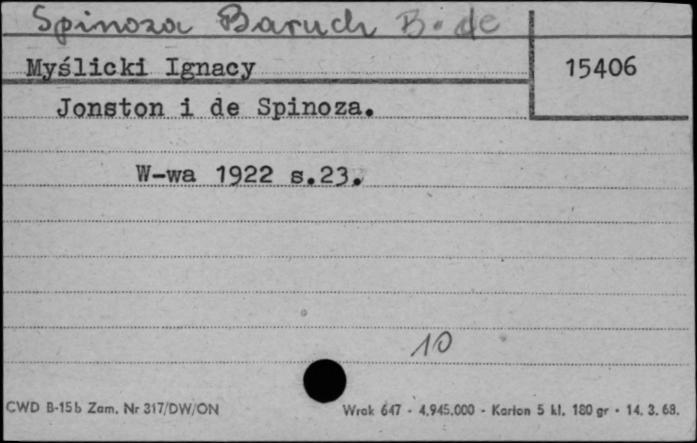 Spinoza Baruch B. de
Myślicki Ignacy
15406
Jonston i de Spinoza.
W-wa 1922 s.23.
10
CWD B-15b Zam. Nr 317/DW/ON
Wrak 647 - 4.945.000 - Karton 5 kl. 180 gr - 14. 3. 68.